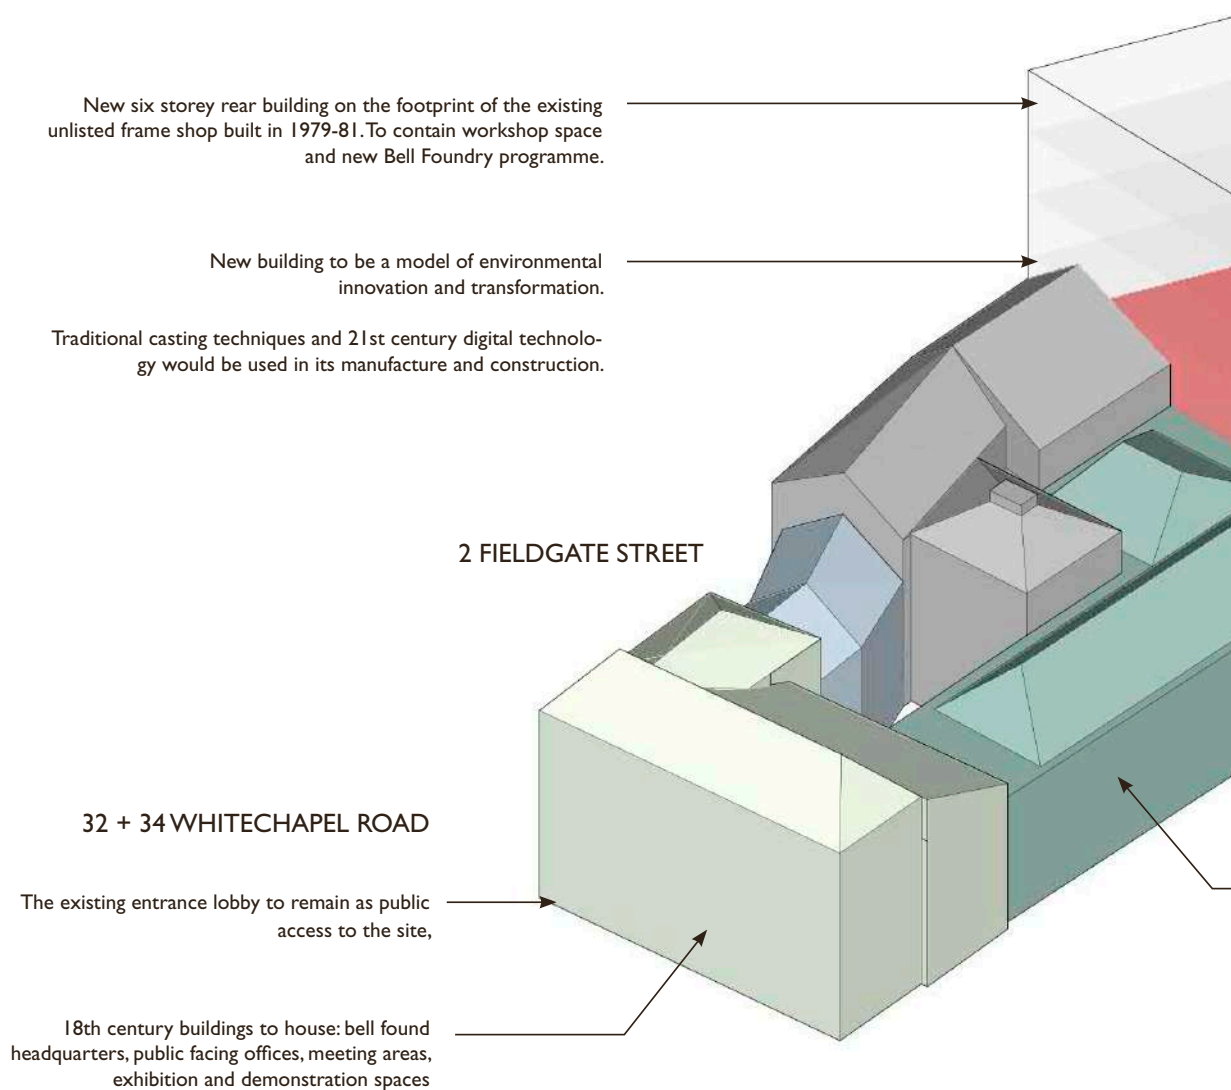 New six storey rear building on the footprint of the existing
unlisted frame shop built in 1979-81. To contain workshop space
and new Bell Foundry programme.
New building to be a model of environmental
innovation and transformation.
Traditional casting techniques and 21st century digital technolo-
gy would be used in its manufacture and construction.
2 FIELDGATE STREET
32 + 34 WHITECHAPEL ROAD
The existing entrance lobby to remain as public
access to the site,
18th century buildings to house: bell found
headquarters, public facing offices, meeting areas,
exhibition and demonstration spaces